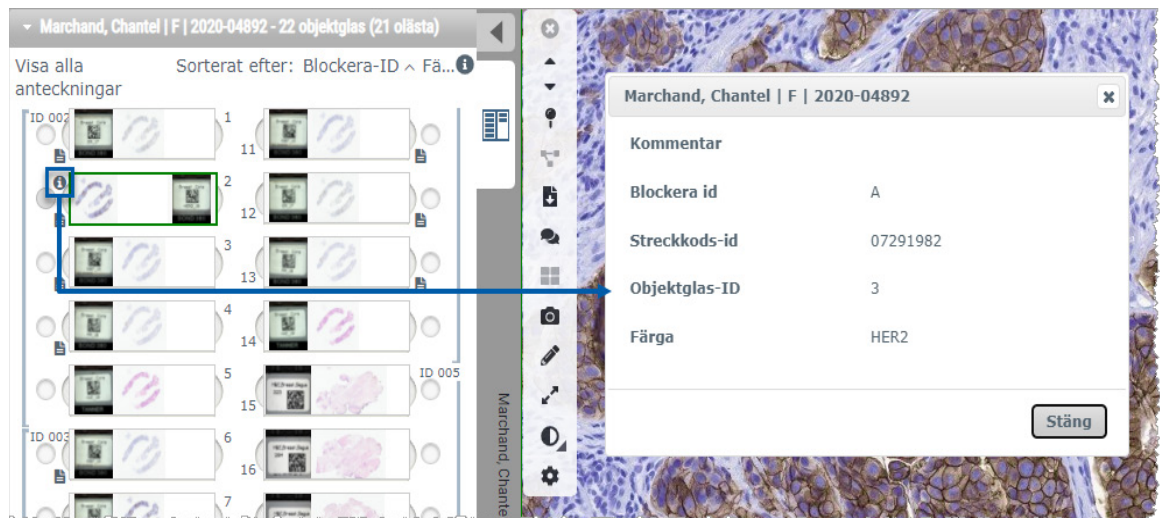 Marchand, Chantel | F | 2020-04892 - 22 objektglas (21 olästa)
Visa alla anteckningar
Sorterat efter: Blockera-ID ^ Fä...
ID 002
1
11
2
12
3
13
4
14
5
ID 005
15
ID 003
6
16
7
Marchand, Chante
Marchand, Chantel | F | 2020-04892
Kommentar
Blockera id A
Streckkods-id 07291982
Objektglas-ID 3
Färga HER2
Stäng